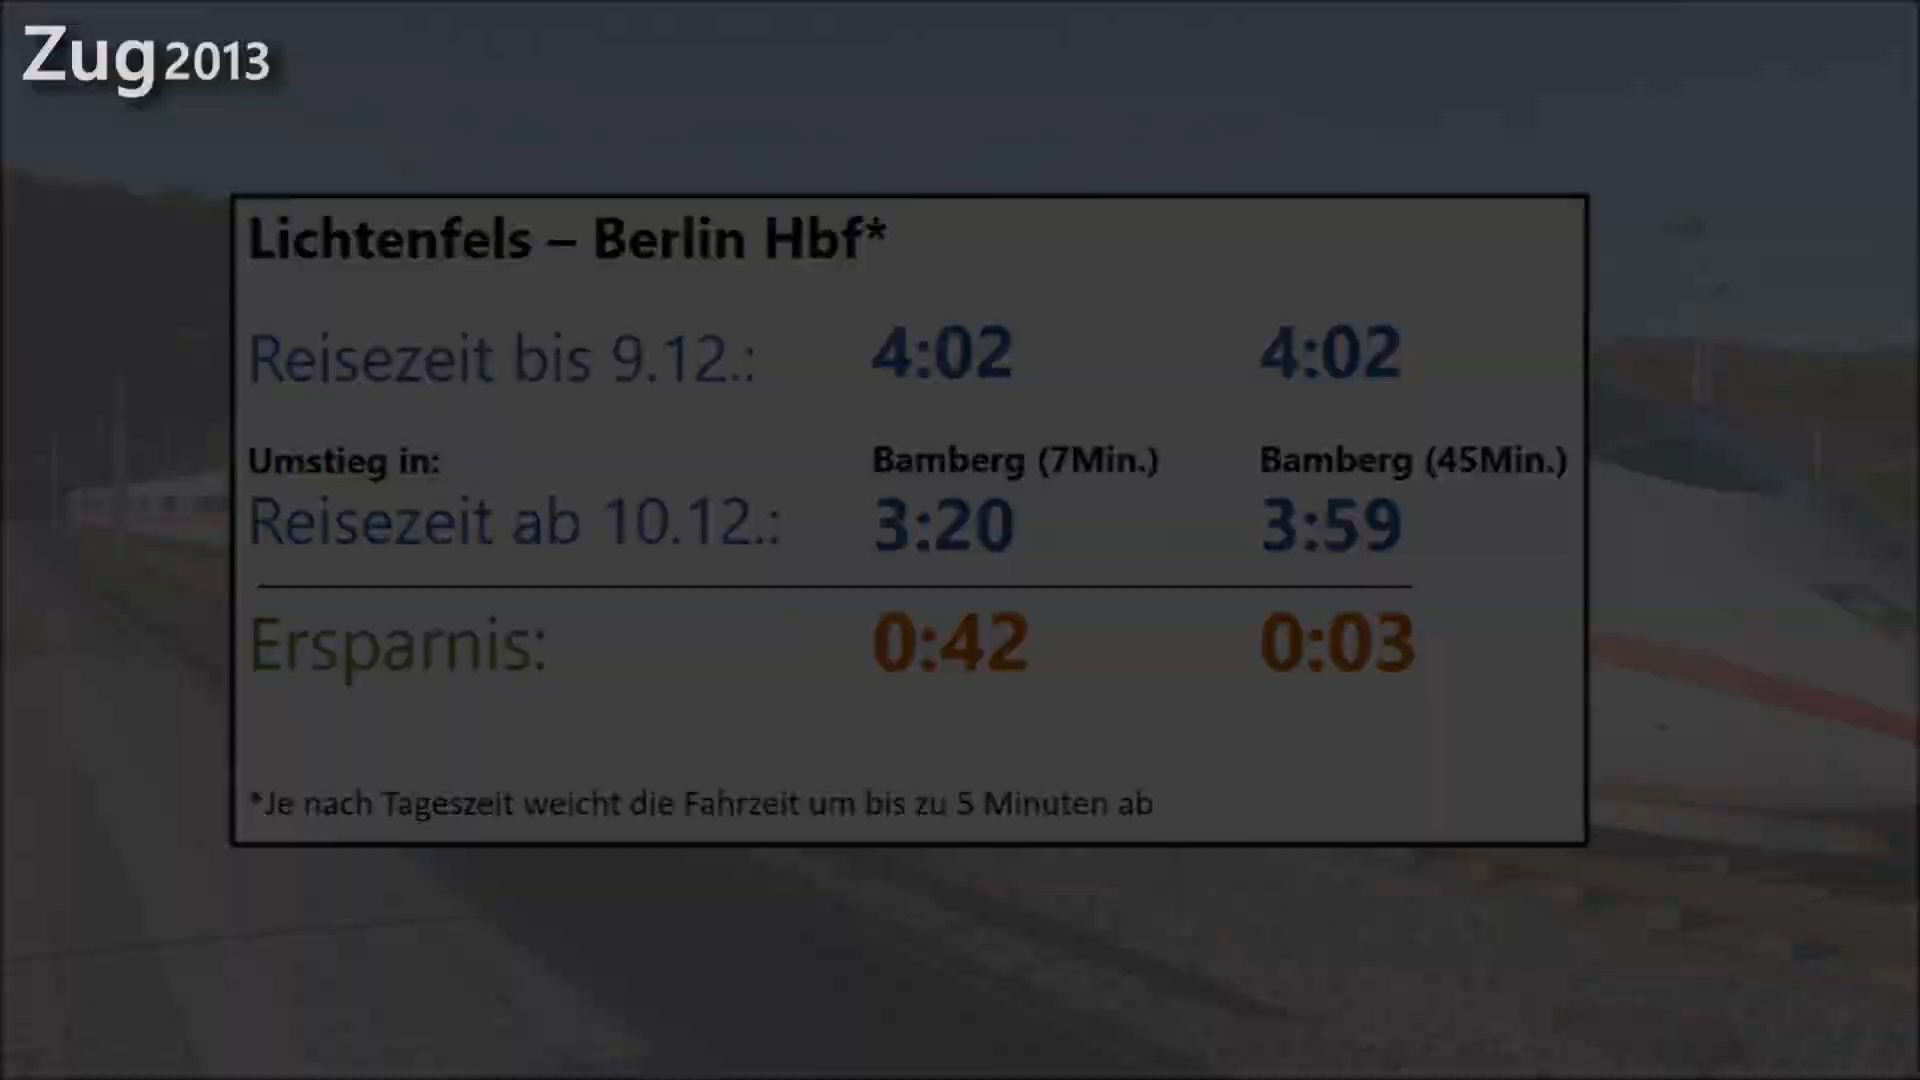 Zug 2013
Lichtenfels – Berlin Hbf*
Reisezeit bis 9.12.: 4:02 4:02
Umstieg in: Bamberg (7Min.) Bamberg (45Min.)
Reisezeit ab 10.12.: 3:20 3:59
Ersparnis: 0:42 0:03
*Je nach Tageszeit weicht die Fahrzeit um bis zu 5 Minuten ab